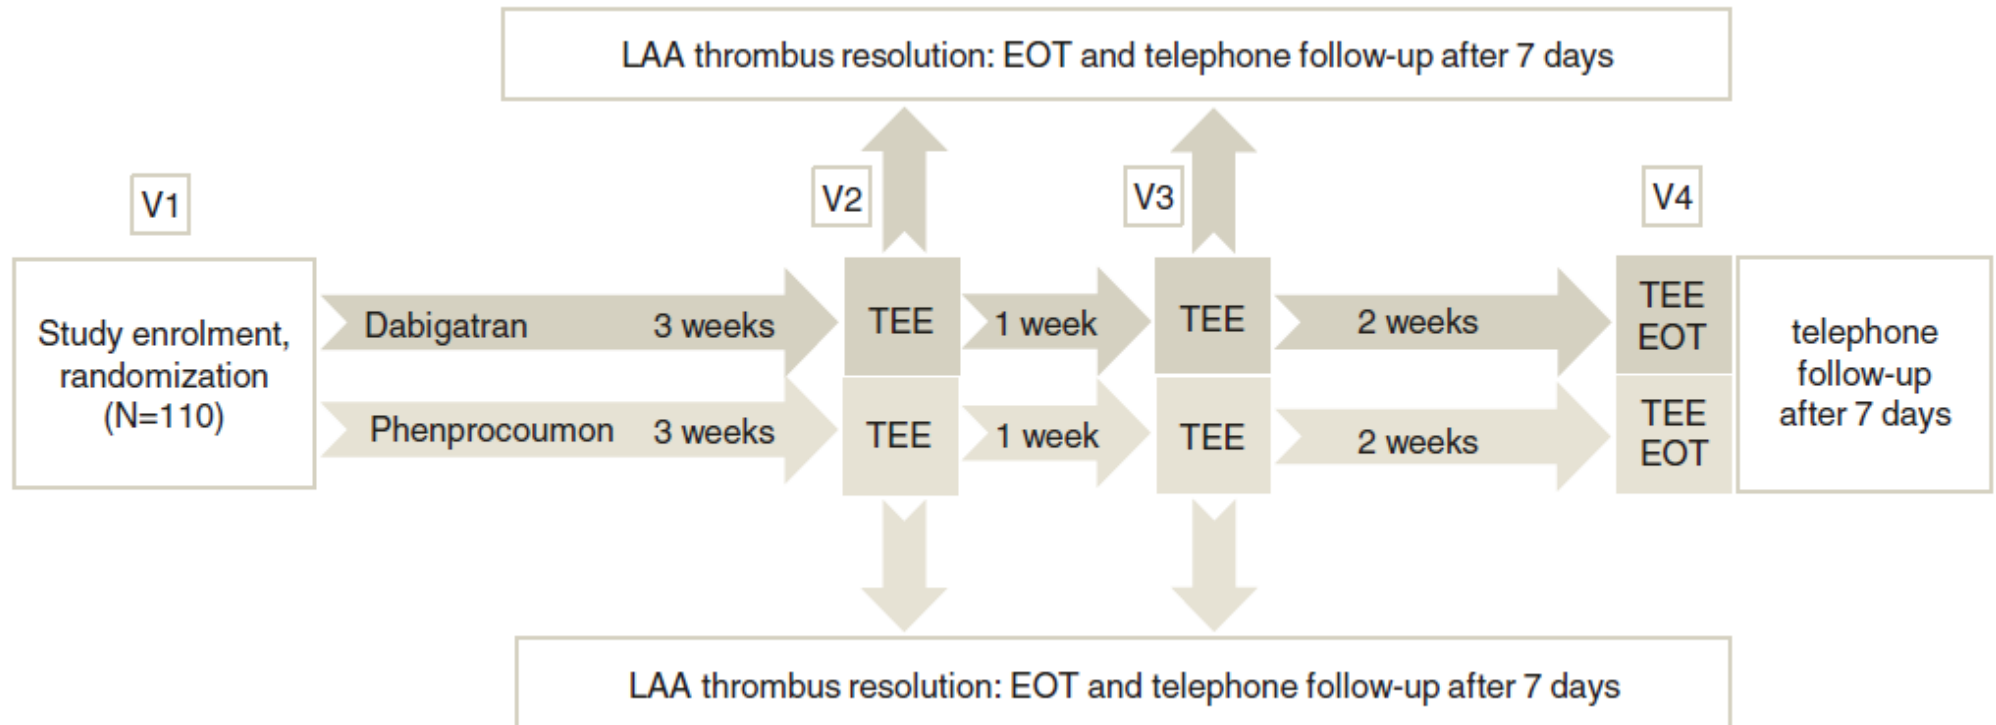 LAA thrombus resolution: EOT and telephone follow-up after 7 days
V1
V2
V3
V4
Study enrolment,
randomization
(N=110)
Dabigatran 3 weeks
TEE
1 week
TEE
2 weeks
TEE
EOT
Phenprocoumon 3 weeks
TEE
1 week
TEE
2 weeks
TEE
EOT
telephone
follow-up
after 7 days
LAA thrombus resolution: EOT and telephone follow-up after 7 days